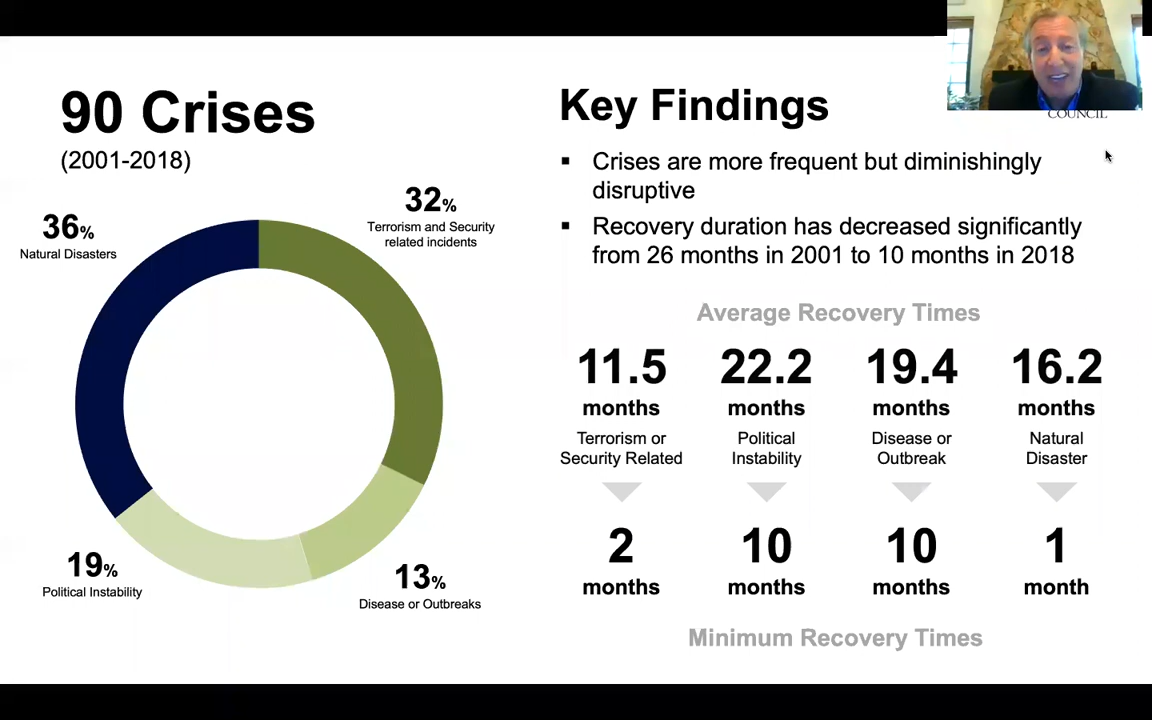 90 Crises
(2001-2018)
36%
Natural Disasters
32%
Terrorism and Security
related incidents
19%
Political Instability
13%
Disease or Outbreaks
Key Findings
COUNCIL
▪ Crises are more frequent but diminishingly
disruptive
▪ Recovery duration has decreased significantly
from 26 months in 2001 to 10 months in 2018
Average Recovery Times
11.5 22.2 19.4 16.2
months months months months
Terrorism or Political Disease or Natural
Security Related Instability Outbreak Disaster
2 10 10 1
months months months month
Minimum Recovery Times